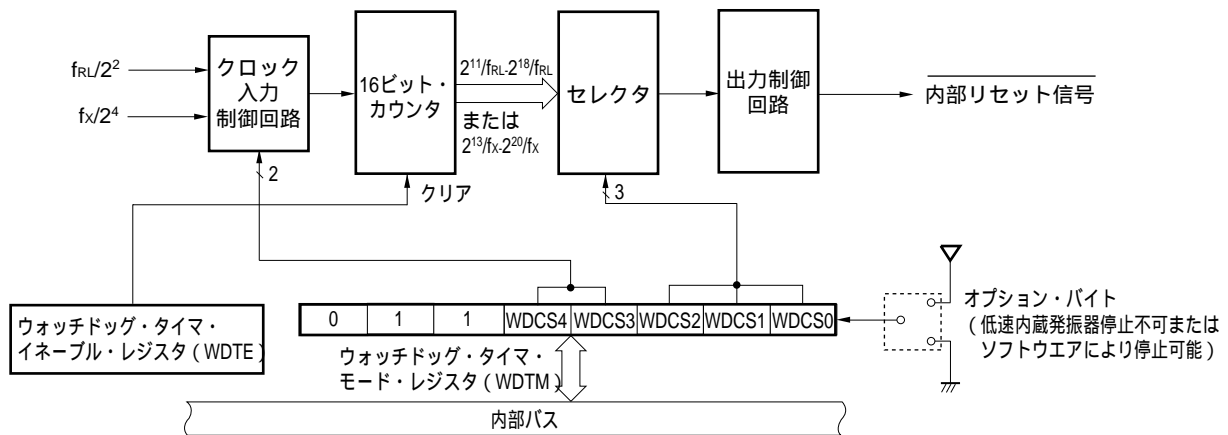 fRL/2²
fX/2⁴
クロック
入力
制御回路
2
16ビット・
カウンタ
2¹¹/fRL-2¹⁸/fRL
または
2¹³/fX-2²⁰/fX
クリア
セレクタ
3
出力制御
回路
内部リセット信号
ウォッチドッグ・タイマ・
イネーブル・レジスタ（WDTE）
0 1 1 WDCS4 WDCS3 WDCS2 WDCS1 WDCS0
ウォッチドッグ・タイマ・
モード・レジスタ（WDTM）
オプション・バイト
（低速内蔵発振器停止不可または
ソフトウエアにより停止可能）
内部バス